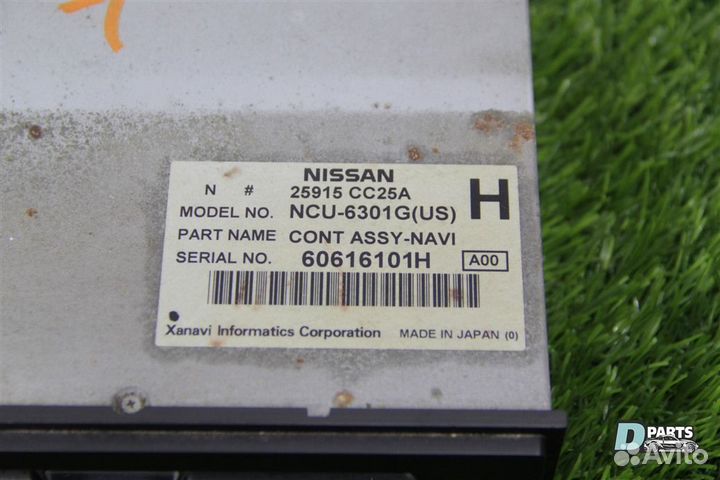 NISSAN
N # 25915 CC25A
H
MODEL NO. NCU-6301G(US)
PART NAME CONT ASSY-NAVI
SERIAL NO. 60616101H A00
Xanavi Informatics Corporation MADE IN JAPAN (0)
D PARTS
Avito